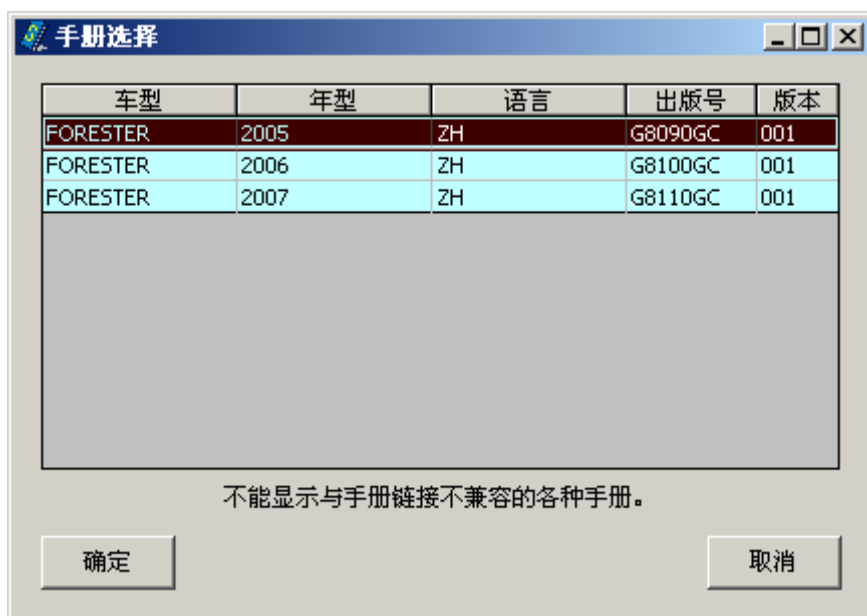 手册选择
车型 年型 语言 出版号 版本
FORESTER 2005 ZH G8090GC 001
FORESTER 2006 ZH G8100GC 001
FORESTER 2007 ZH G8110GC 001
不能显示与手册链接不兼容的各种手册。
确定 取消